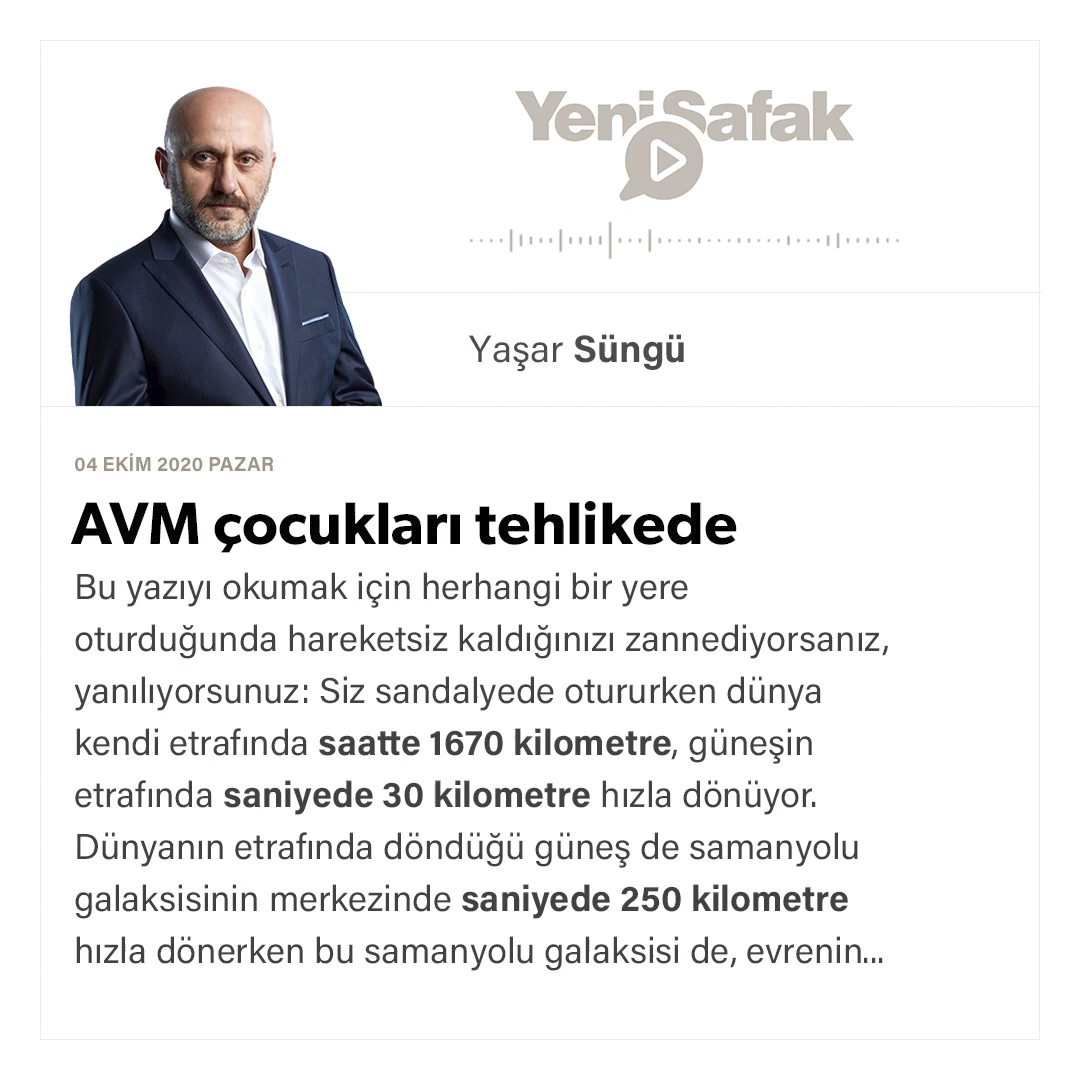 Yeni Şafak
Yaşar Süngü
04 EKİM 2020 PAZAR
AVM çocukları tehlikede
Bu yazıyı okumak için herhangi bir yere
oturduğunda hareketsiz kaldığınızı zannediyorsanız,
yanılıyorsunuz: Siz sandalyede otururken dünya
kendi etrafında saatte 1670 kilometre, güneşin
etrafında saniyede 30 kilometre hızla dönüyor.
Dünyanın etrafında döndüğü güneş de samanyolu
galaksisinin merkezinde saniyede 250 kilometre
hızla dönerken bu samanyolu galaksisi de, evrenin...